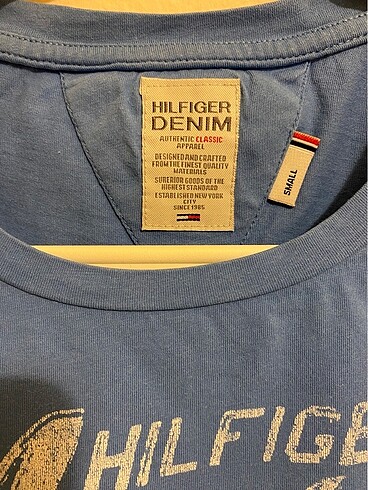 HILFIGER
DENIM
AUTHENTIC CLASSIC
APPAREL
DESIGNED AND CRAFTED
FROM THE FINEST QUALITY
MATERIALS
SUPERIOR GOODS OF THE
HIGHEST STANDARD
ESTABLISHED NEW YORK
CITY
SINCE 1985
SMALL
HILFIGE